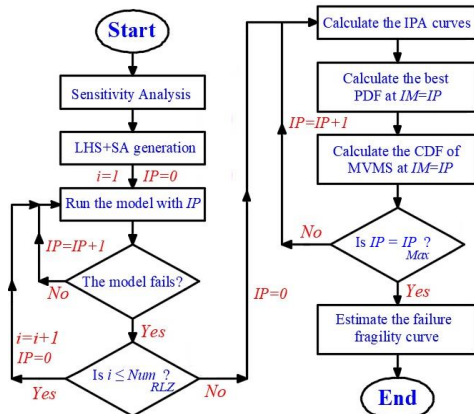 Start
Sensitivity Analysis
LHS+SA generation
i=1 IP=0
Run the model with IP
IP=IP+1
The model fails?
No
Yes
i=i+1
IP=0
Is i ≤ Num RLZ ?
Yes
No
IP=0
Calculate the IPA curves
Calculate the best
PDF at IM=IP
IP=IP+1
Calculate the CDF of
MVMS at IM=IP
No
Is IP = IP Max ?
Yes
Estimate the failure
fragility curve
End